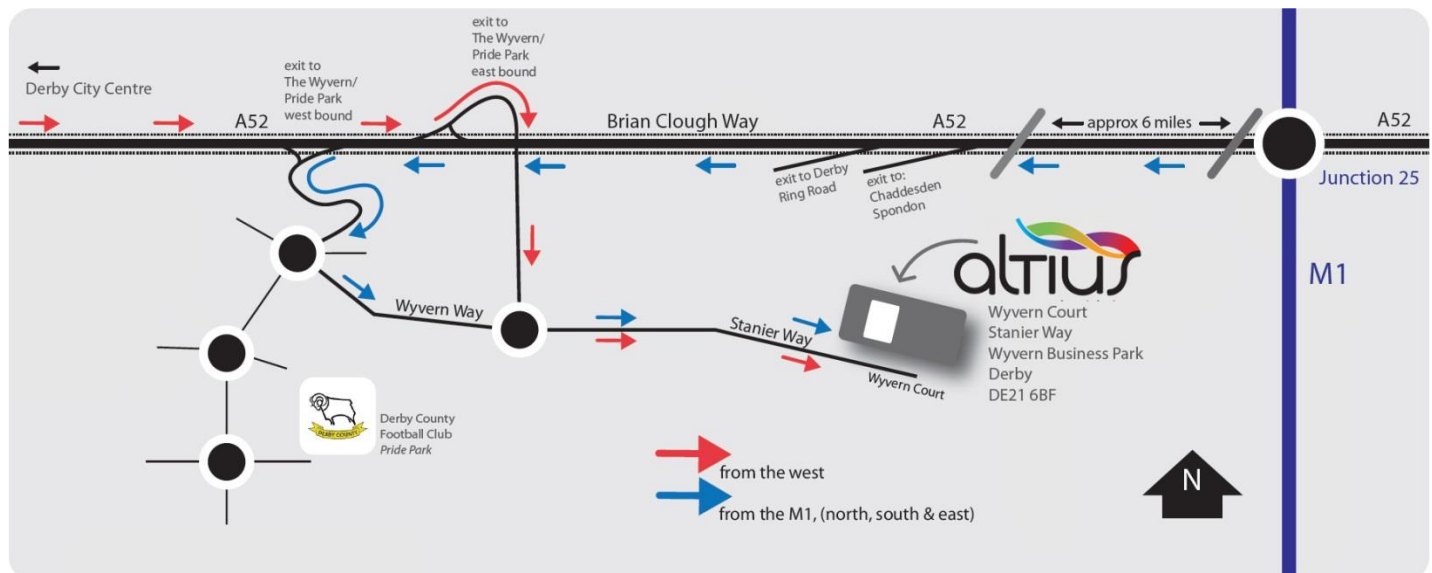 exit to
The Wyvern/
Pride Park
east bound
exit to
The Wyvern/
Pride Park
west bound
Derby City Centre
A52
Brian Clough Way
A52
approx 6 miles
A52
Junction 25
exit to Derby
Ring Road
exit to:
Chaddesden
Spondon
M1
alTIUS
Wyvern Court
Stanier Way
Wyvern Business Park
Derby
DE21 6BF
Wyvern Way
Stanier Way
Wyvern Court
DERBY COUNTY
Derby County
Football Club
Pride Park
from the west
from the M1, (north, south & east)
N